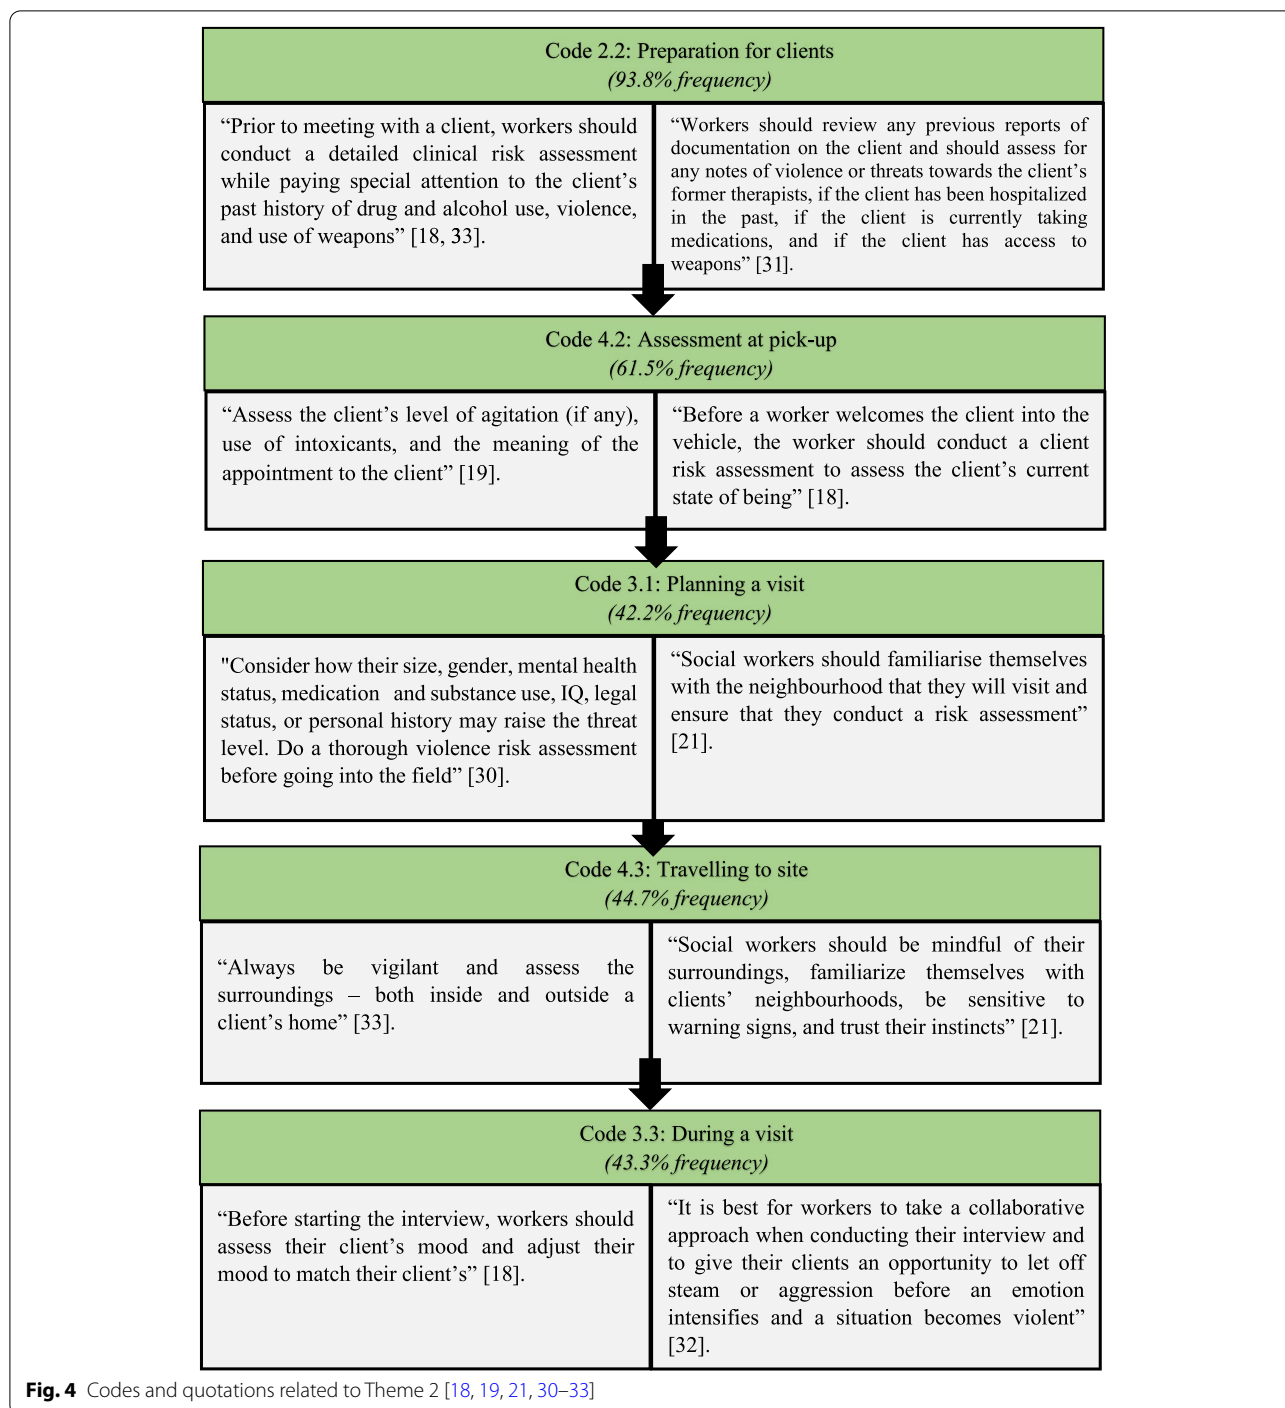 Code 2.2: Preparation for clients
(93.8% frequency)
“Prior to meeting with a client, workers should
conduct a detailed clinical risk assessment
while paying special attention to the client’s
past history of drug and alcohol use, violence,
and use of weapons” [18, 33].
“Workers should review any previous reports of
documentation on the client and should assess for
any notes of violence or threats towards the client’s
former therapists, if the client has been hospitalized
in the past, if the client is currently taking
medications, and if the client has access to
weapons” [31].
Code 4.2: Assessment at pick-up
(61.5% frequency)
“Assess the client’s level of agitation (if any),
use of intoxicants, and the meaning of the
appointment to the client” [19].
“Before a worker welcomes the client into the
vehicle, the worker should conduct a client
risk assessment to assess the client’s current
state of being” [18].
Code 3.1: Planning a visit
(42.2% frequency)
"Consider how their size, gender, mental health
status, medication and substance use, IQ, legal
status, or personal history may raise the threat
level. Do a thorough violence risk assessment
before going into the field” [30].
“Social workers should familiarise themselves
with the neighbourhood that they will visit and
ensure that they conduct a risk assessment”
[21].
Code 4.3: Travelling to site
(44.7% frequency)
“Always be vigilant and assess the
surroundings – both inside and outside a
client’s home” [33].
“Social workers should be mindful of their
surroundings, familiarize themselves with
clients’ neighbourhoods, be sensitive to
warning signs, and trust their instincts” [21].
Code 3.3: During a visit
(43.3% frequency)
“Before starting the interview, workers should
assess their client’s mood and adjust their
mood to match their client’s” [18].
“It is best for workers to take a collaborative
approach when conducting their interview and
to give their clients an opportunity to let off
steam or aggression before an emotion
intensifies and a situation becomes violent”
[32].
Fig. 4 Codes and quotations related to Theme 2 [18, 19, 21, 30–33]